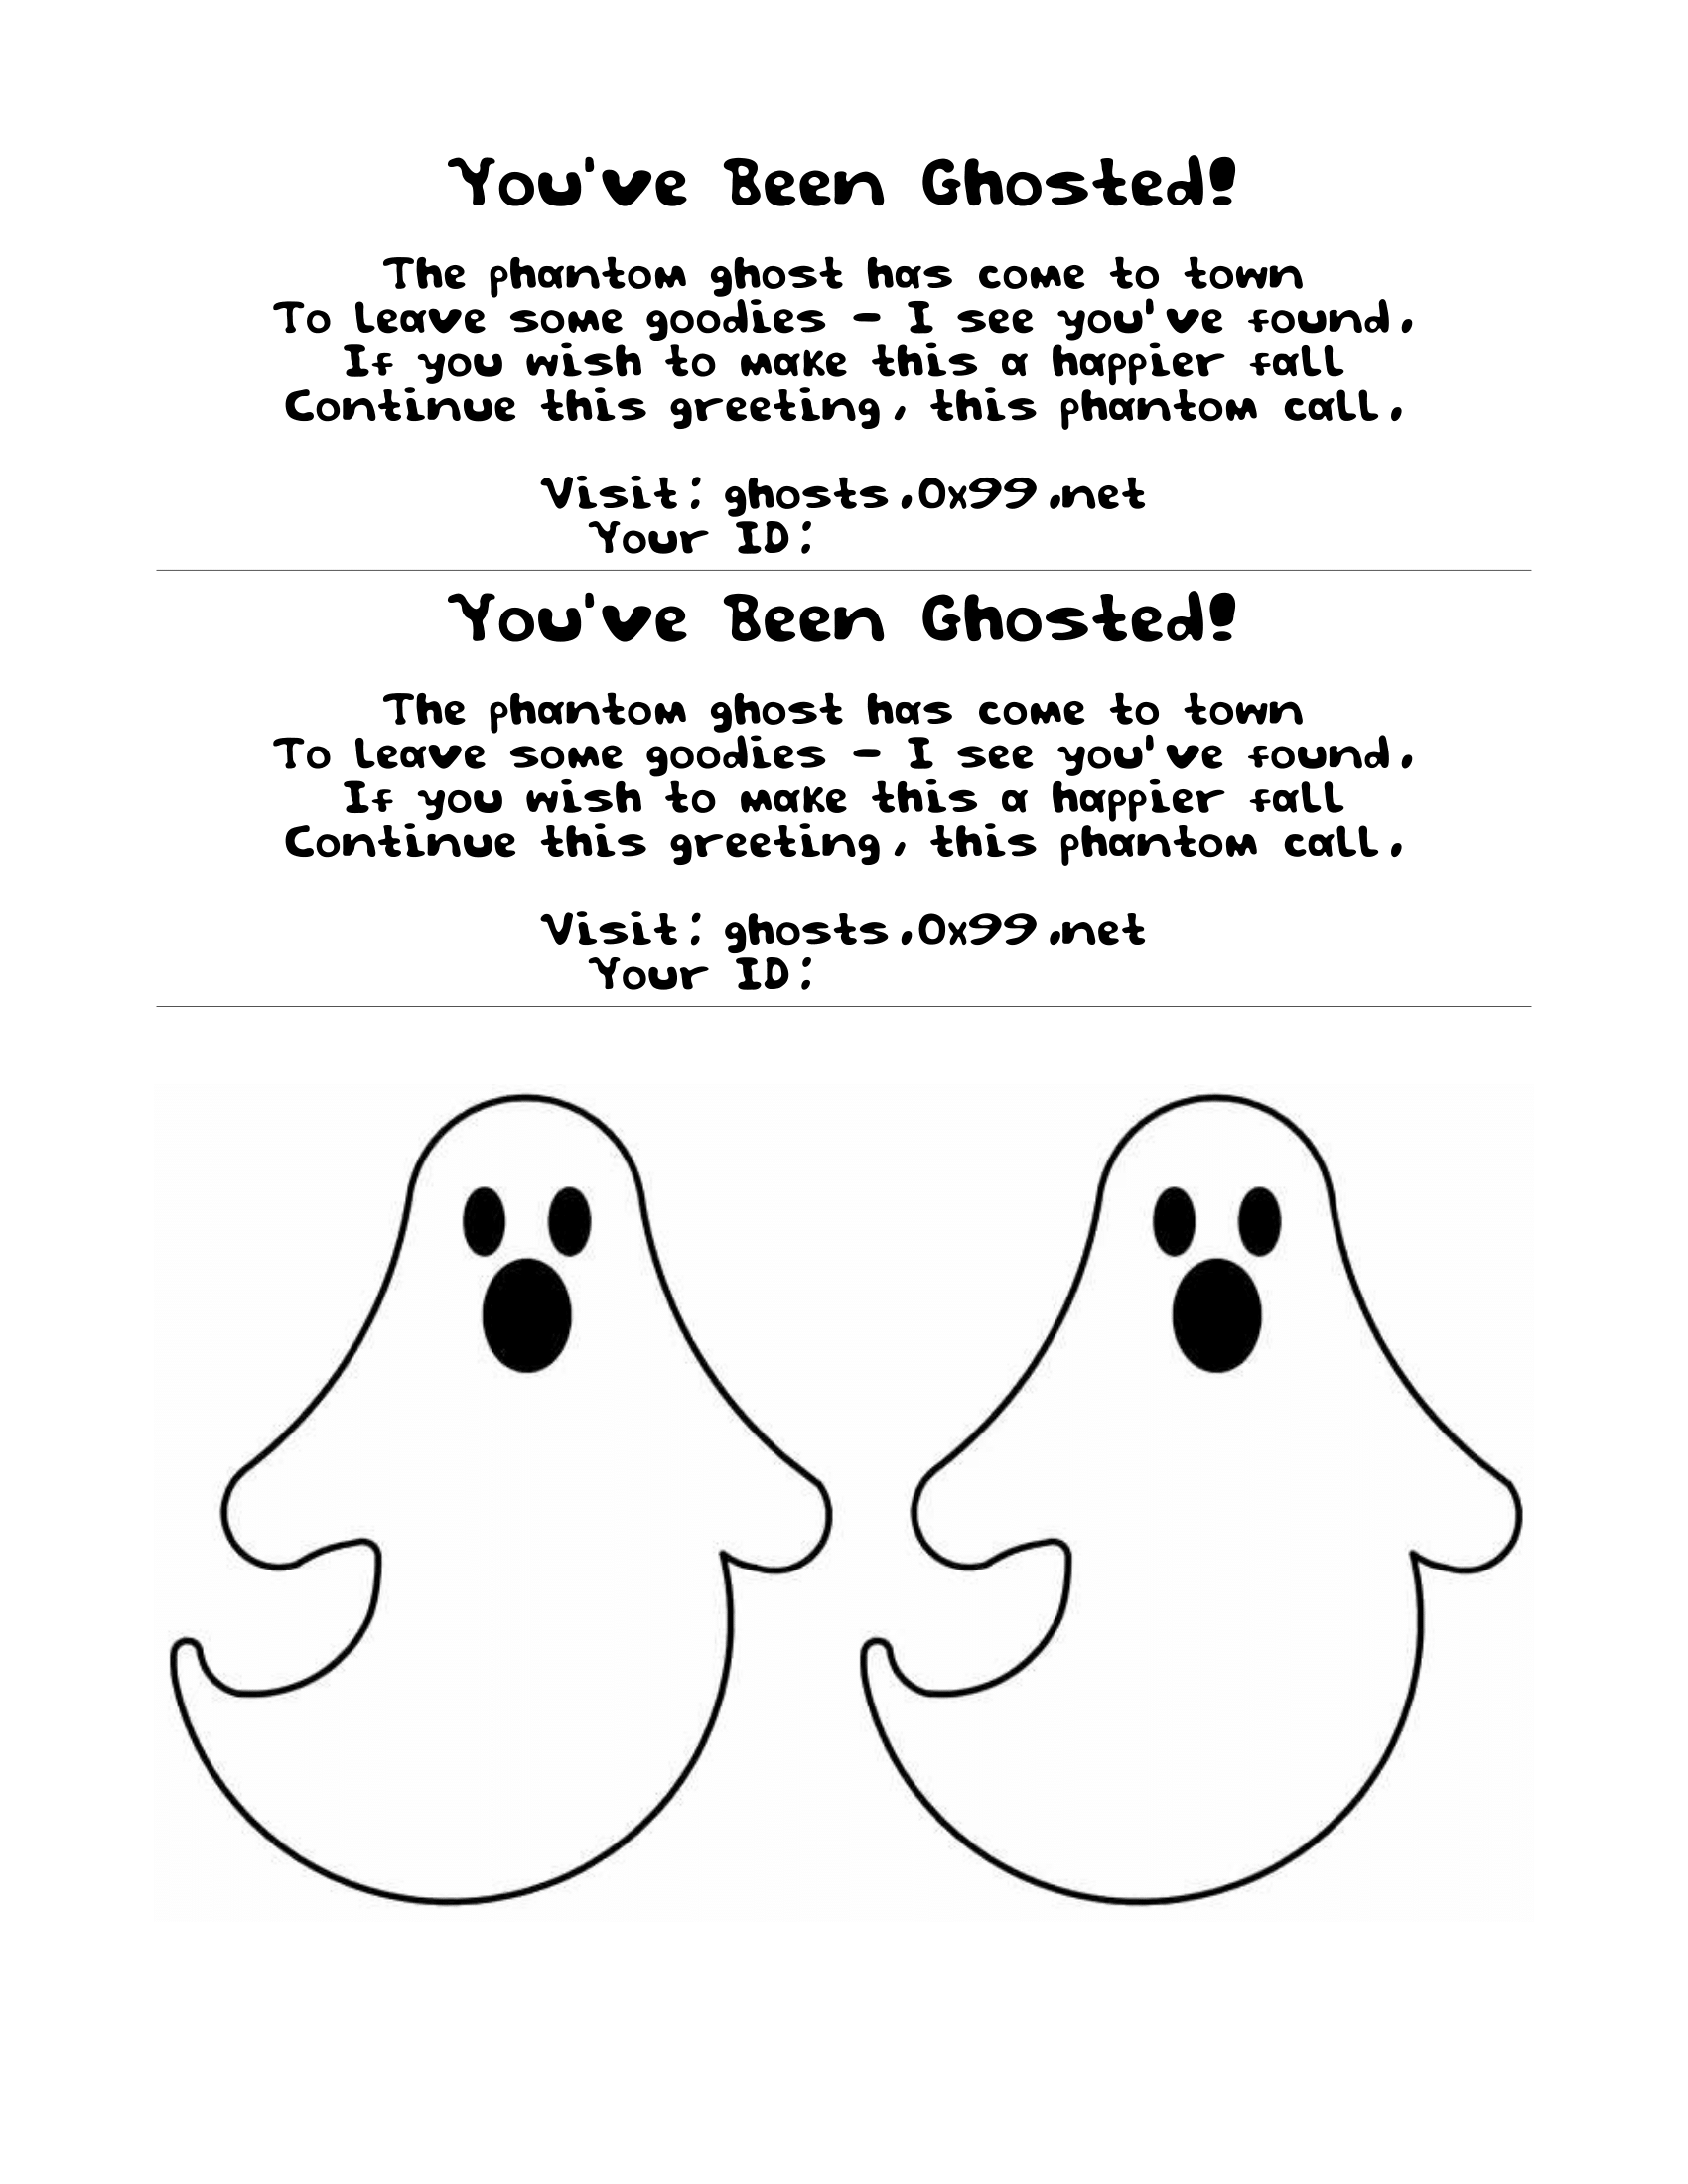 You've Been Ghosted!
The phantom ghost has come to town
To leave some goodies - I see you've found.
If you wish to make this a happier fall
Continue this greeting, this phantom call.
Visit: ghosts.0x99.net
Your ID:
You've Been Ghosted!
The phantom ghost has come to town
To leave some goodies - I see you've found.
If you wish to make this a happier fall
Continue this greeting, this phantom call.
Visit: ghosts.0x99.net
Your ID: